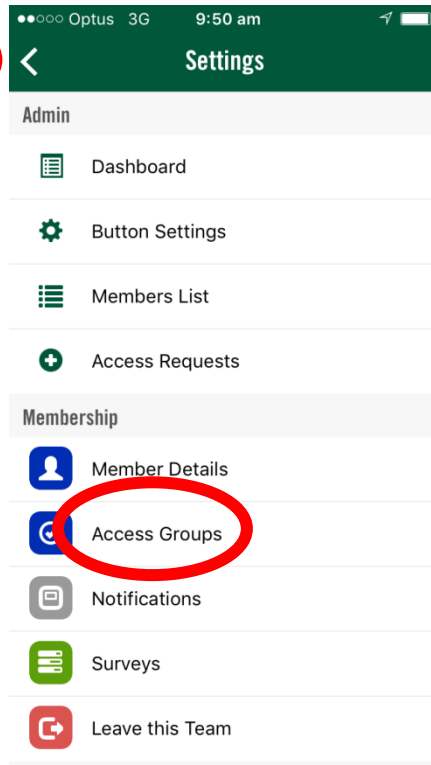 Optus 3G 9:50 am
Settings
Admin
Dashboard
Button Settings
Members List
Access Requests
Membership
Member Details
Access Groups
Notifications
Surveys
Leave this Team